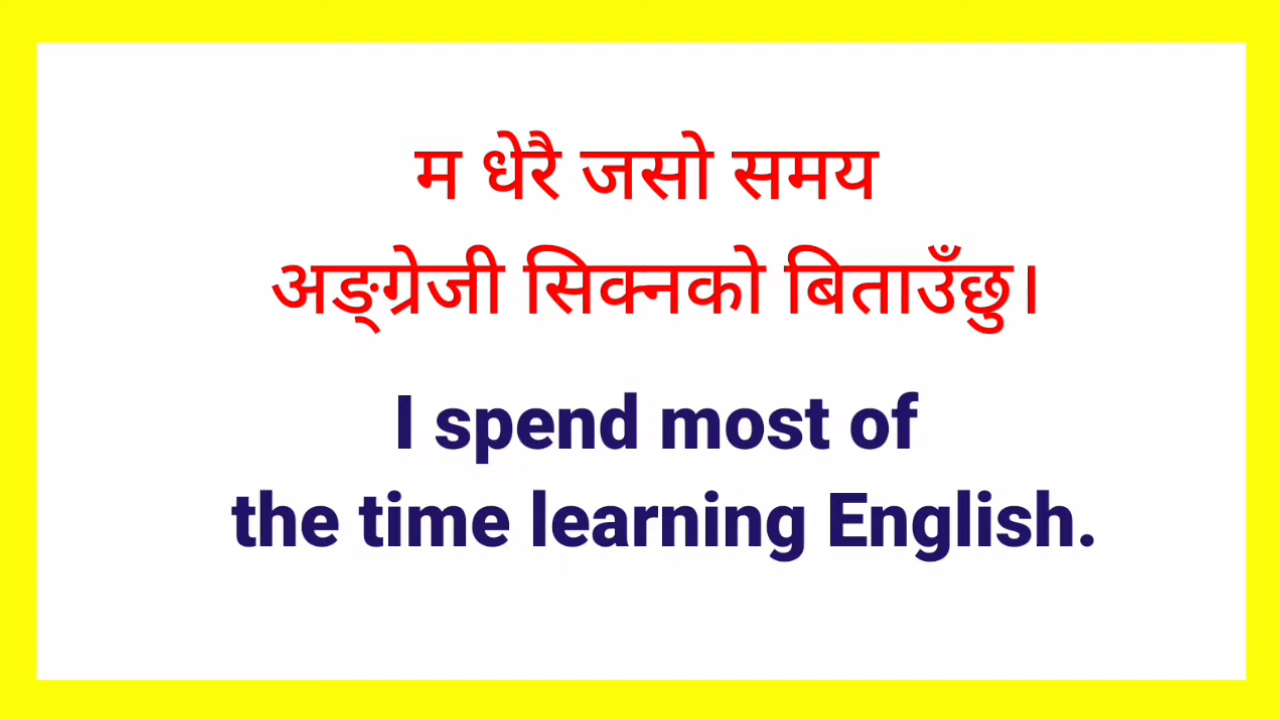 म धेरै जसो समय
अङ्ग्रेजी सिक्नको बिताउँछु।
I spend most of
the time learning English.